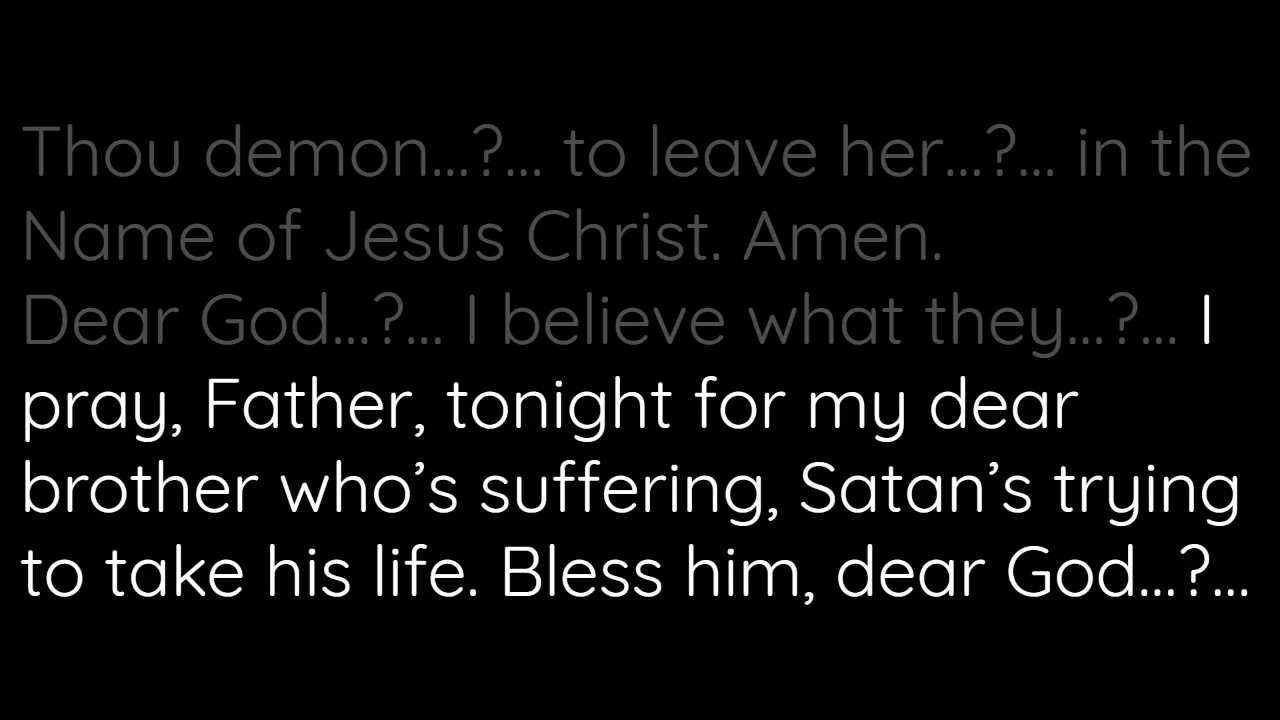 Thou demon...?... to leave her...?... in the
Name of Jesus Christ. Amen.
Dear God...?... I believe what they...?... I
pray, Father, tonight for my dear
brother who’s suffering, Satan’s trying
to take his life. Bless him, dear God...?...